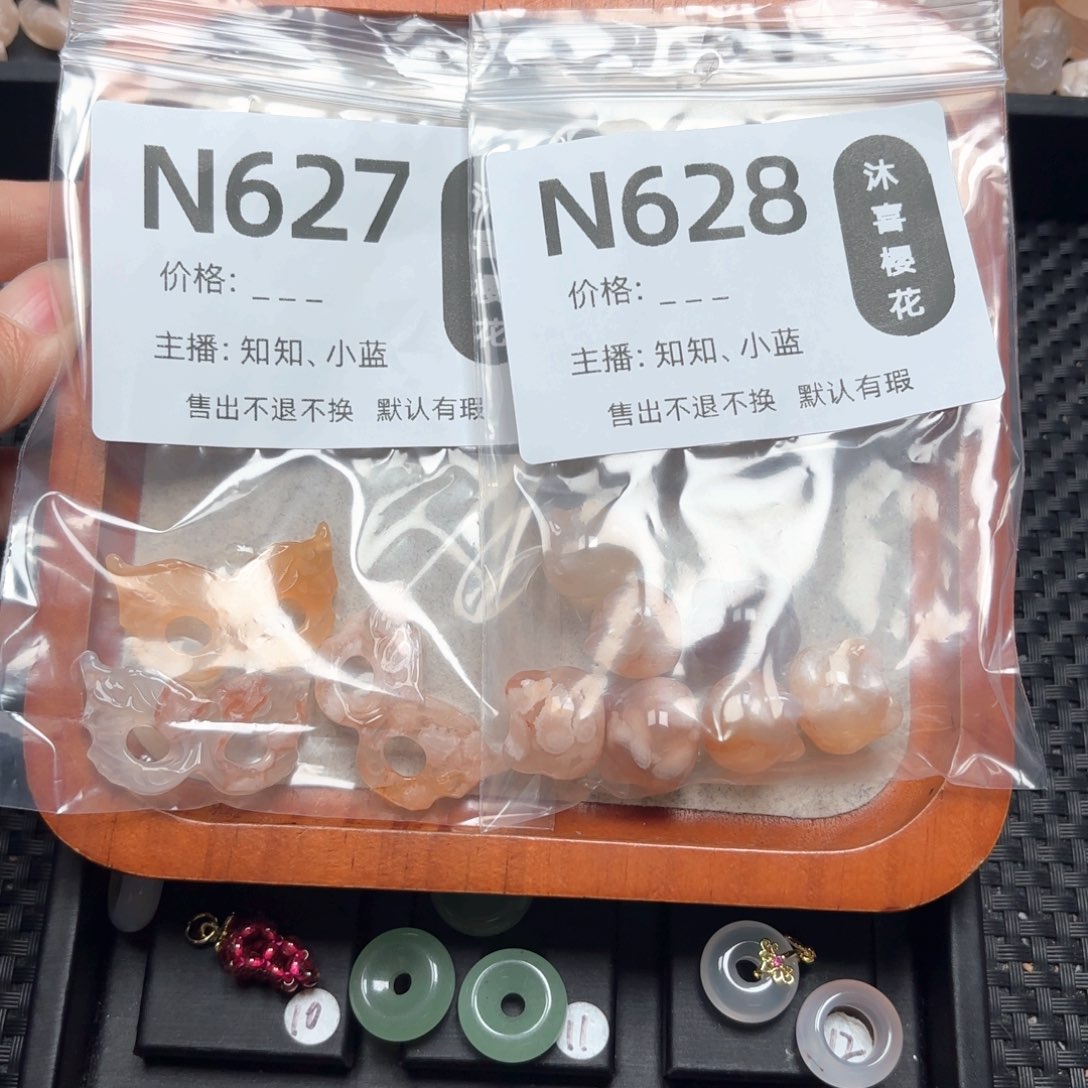 N627
价格: _ _ _
主播: 知知、小蓝
售出不退不换 默认有瑕
N628
价格: _ _ _
主播: 知知、小蓝
售出不退不换 默认有瑕
沐喜樱花
10
11
12